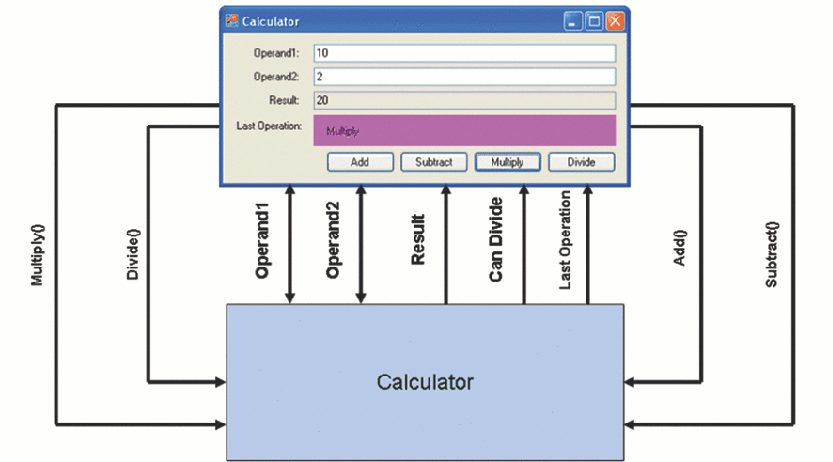 Calculator
Operand1: 10
Operand2: 2
Result: 20
Last Operation: Multiply
Add Subtract Multiply Divide
Multiply()
Divide()
Operand1
Operand2
Result
Can Divide
Last Operation
Add()
Subtract()
Calculator